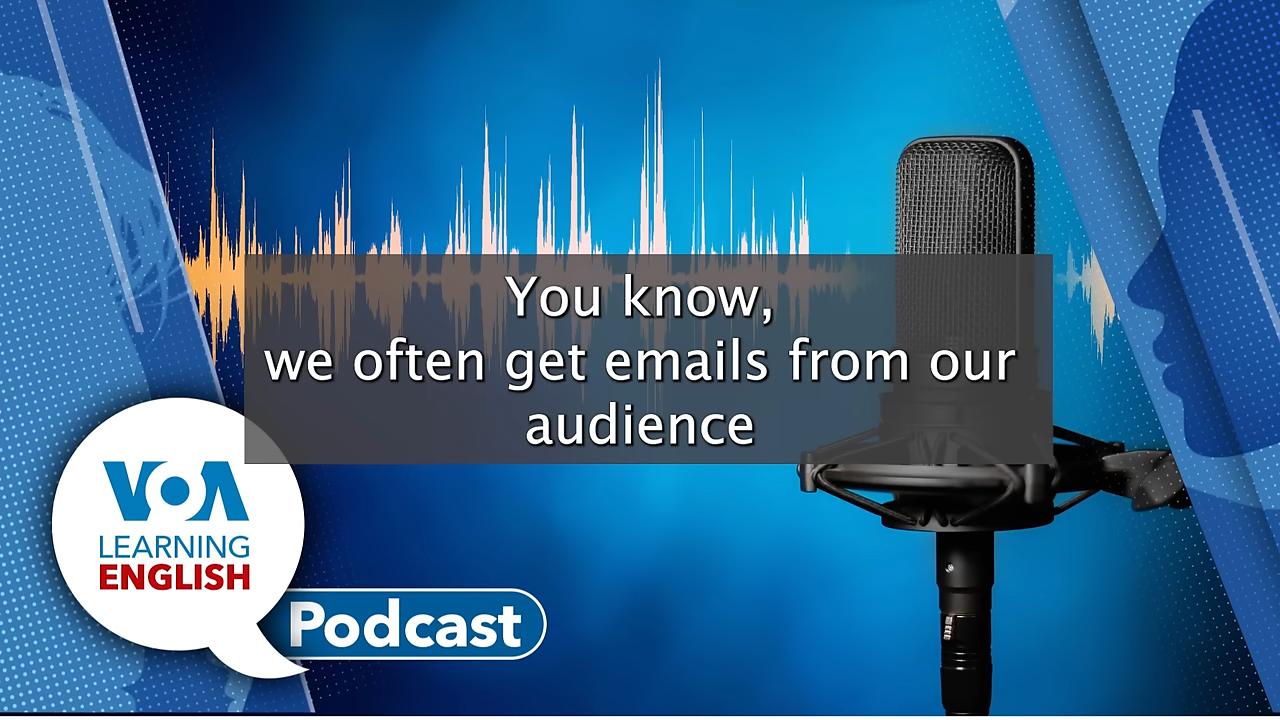 You know,
we often get emails from our
audience
VOA
LEARNING
ENGLISH
Podcast